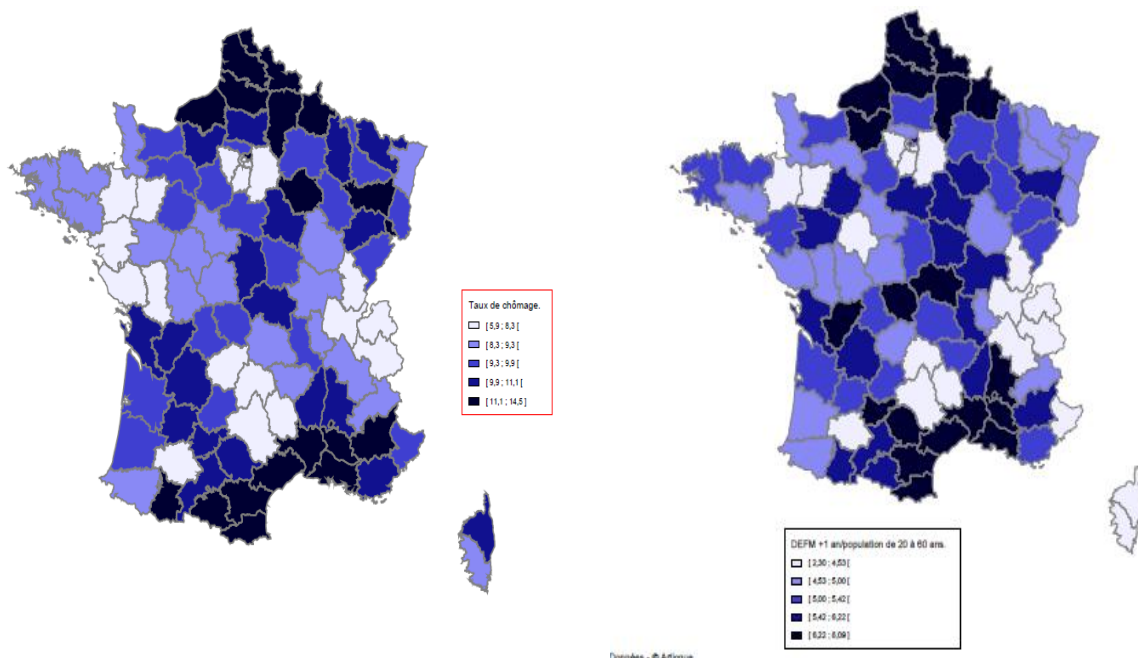 Taux de chômage.
[ 5,9 ; 8,3 [
[ 8,3 ; 9,3 [
[ 9,3 ; 9,9 [
[ 9,9 ; 11,1 [
[ 11,1 ; 14,5 ]
DEFM +1 an/population de 20 à 60 ans.
[ 2,30 ; 4,53 [
[ 4,53 ; 5,00 [
[ 5,00 ; 5,42 [
[ 5,42 ; 6,22 [
[ 6,22 ; 8,09 ]
Données - ©